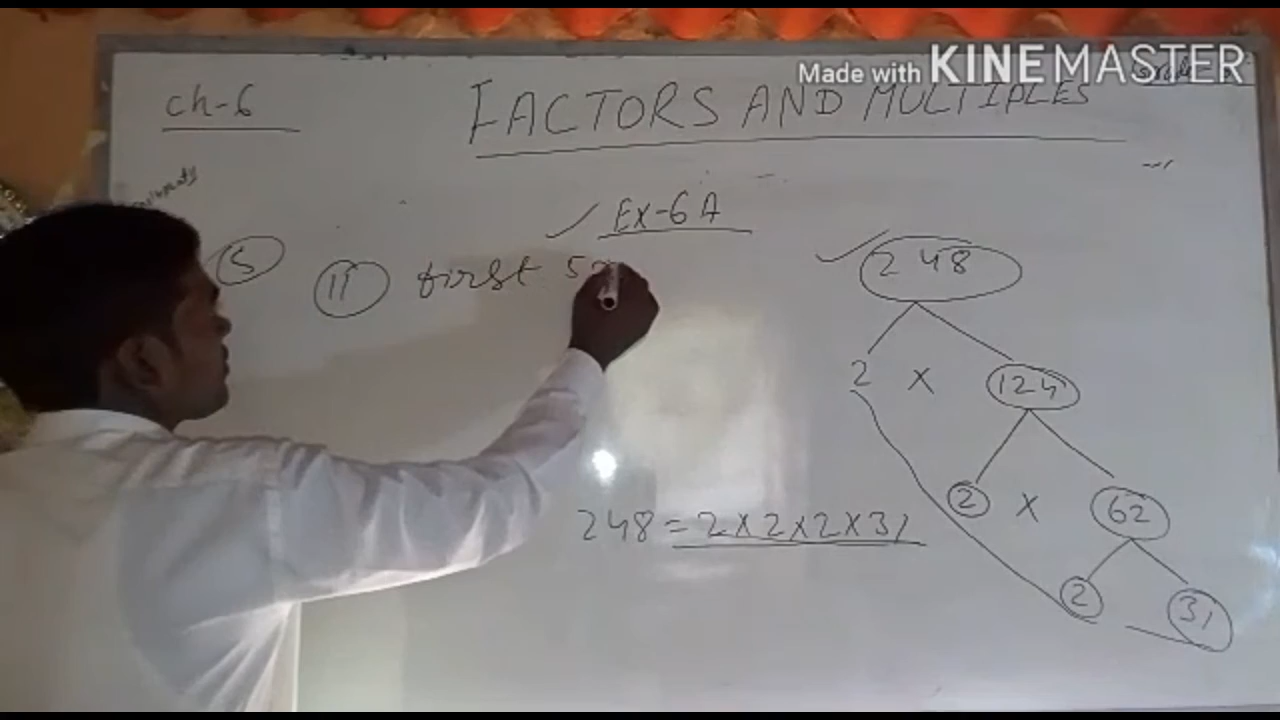 Made with KINEMASTER
Ch-6
FACTORS AND MULTIPLES
Ex-6A
5
11 first
248
2 x 124
2 x 62
2 31
248 = 2x2x2x31